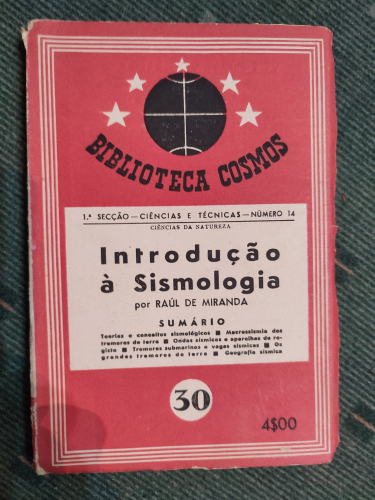 BIBLIOTECA COSMOS
1.ª SECÇÃO — CIÊNCIAS E TÉCNICAS — NÚMERO 14
CIÊNCIAS DA NATUREZA
Introdução
à Sismologia
por RAÚL DE MIRANDA
SUMÁRIO
Teorias e conceitos sismológicos ■ Macrossismia dos
tremores de terra ■ Ondas sísmicas e aparelhos de re-
gisto ■ Tremores submarinos e vagas sísmicas ■ Os
grandes tremores de terra ■ Geografia sísmica
30
4$00